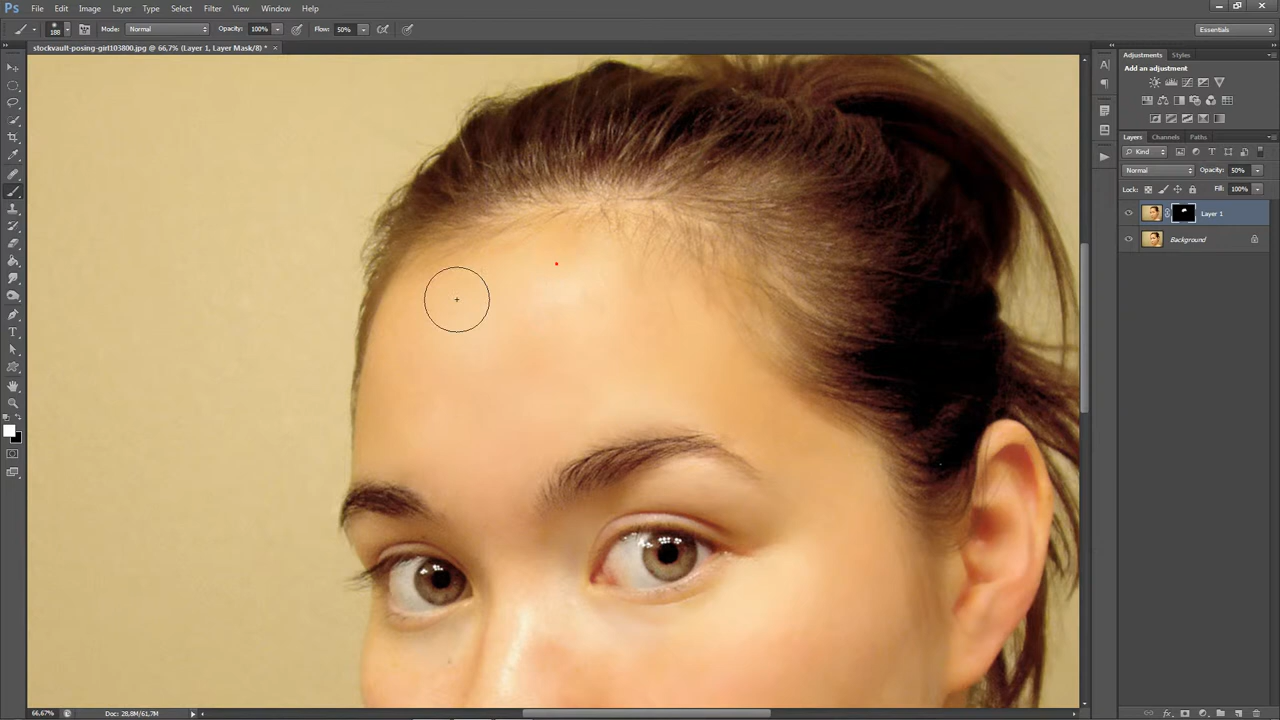 Ps File Edit Image Layer Type Select Filter View Window Help
188 Mode: Normal Opacity: 100% Flow: 50% Essentials
stockvault-posing-girl103800.jpg @ 66,7% (Layer 1, Layer Mask/8) * ×
Adjustments Styles
Add an adjustment
Layers Channels Paths
Kind
Normal Opacity: 50%
Lock: Fill: 100%
Layer 1
Background
66,67% Doc: 28,8M/61,7M